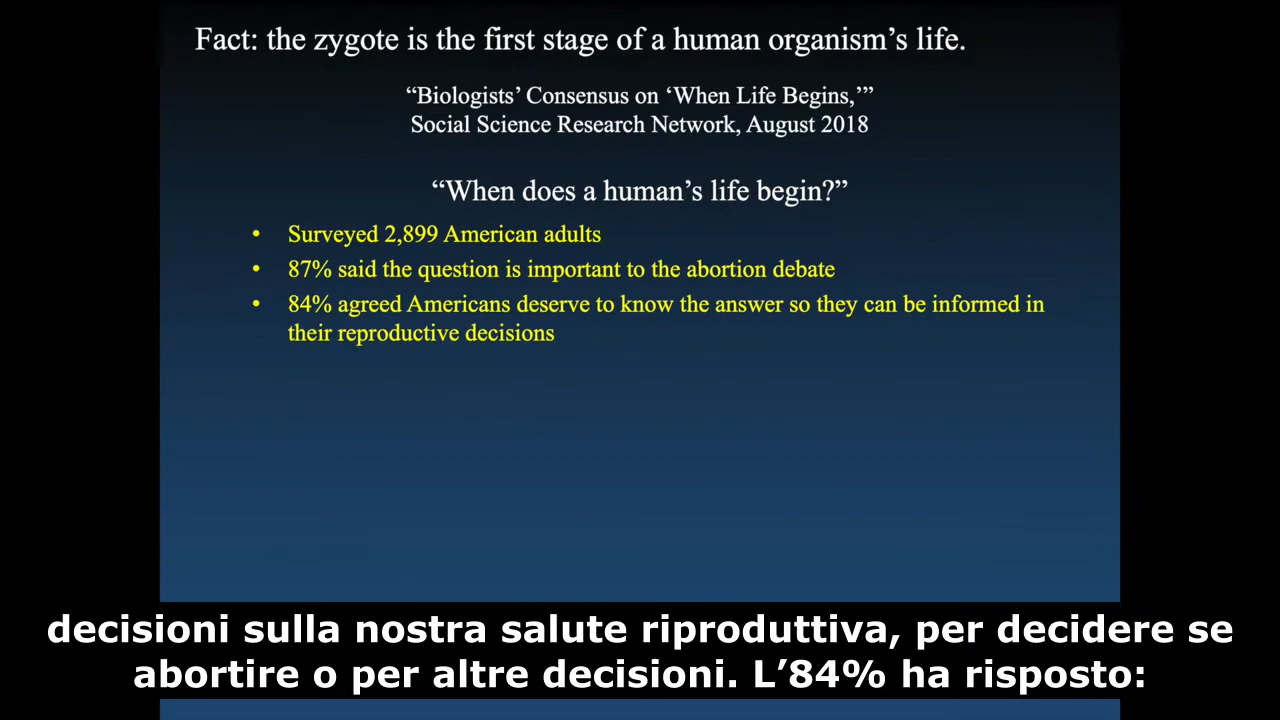 Fact: the zygote is the first stage of a human organism’s life.
“Biologists’ Consensus on ‘When Life Begins,’”
Social Science Research Network, August 2018
“When does a human’s life begin?”
• Surveyed 2,899 American adults
• 87% said the question is important to the abortion debate
• 84% agreed Americans deserve to know the answer so they can be informed in
their reproductive decisions
decisioni sulla nostra salute riproduttiva, per decidere se
abortire o per altre decisioni. L’84% ha risposto: